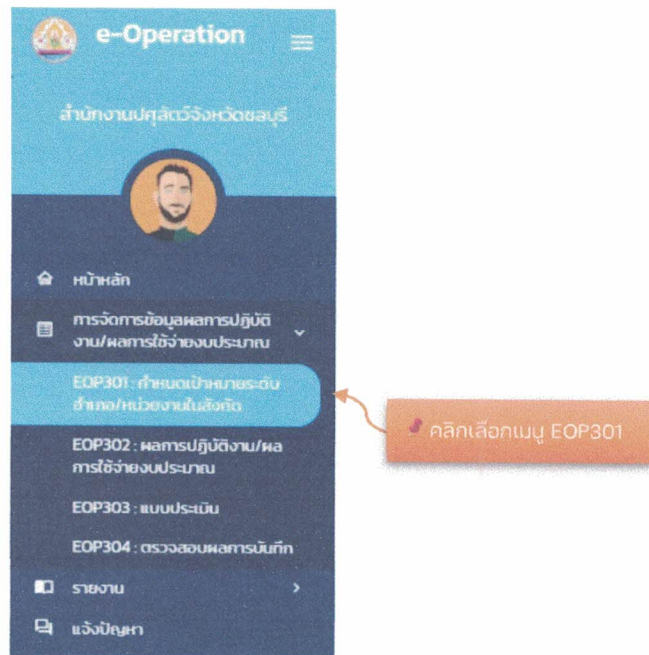 e-Operation
สำนักงานปศุสัตว์จังหวัดชลบุรี
หน้าหลัก
การจัดการข้อมูลผลการปฏิบัติ
งาน/ผลการใช้จ่ายงบประมาณ
EOP301 : กำหนดเป้าหมายระดับ
อำเภอ/หน่วยงานในสังกัด
คลิกเลือกเมนู EOP301
EOP302 : ผลการปฏิบัติงาน/ผล
การใช้จ่ายงบประมาณ
EOP303 : แบบประเมิน
EOP304 : ตรวจสอบผลการบันทึก
รายงาน
แจ้งปัญหา